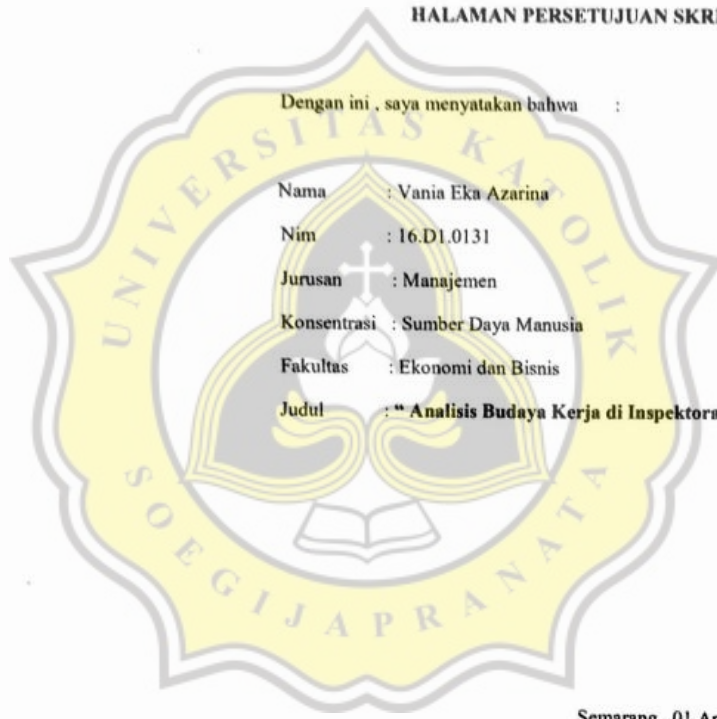 HALAMAN PERSETUJUAN SKR
Dengan ini , saya menyatakan bahwa :
UNIVERSITAS KATOLIK
Nama : Vania Eka Azarina
Nim : 16.D1.0131
Jurusan : Manajemen
Konsentrasi : Sumber Daya Manusia
Fakultas : Ekonomi dan Bisnis
Judul : “ Analisis Budaya Kerja di Inspektora
SOEGIJAPRANATA
Semarang , 01 A